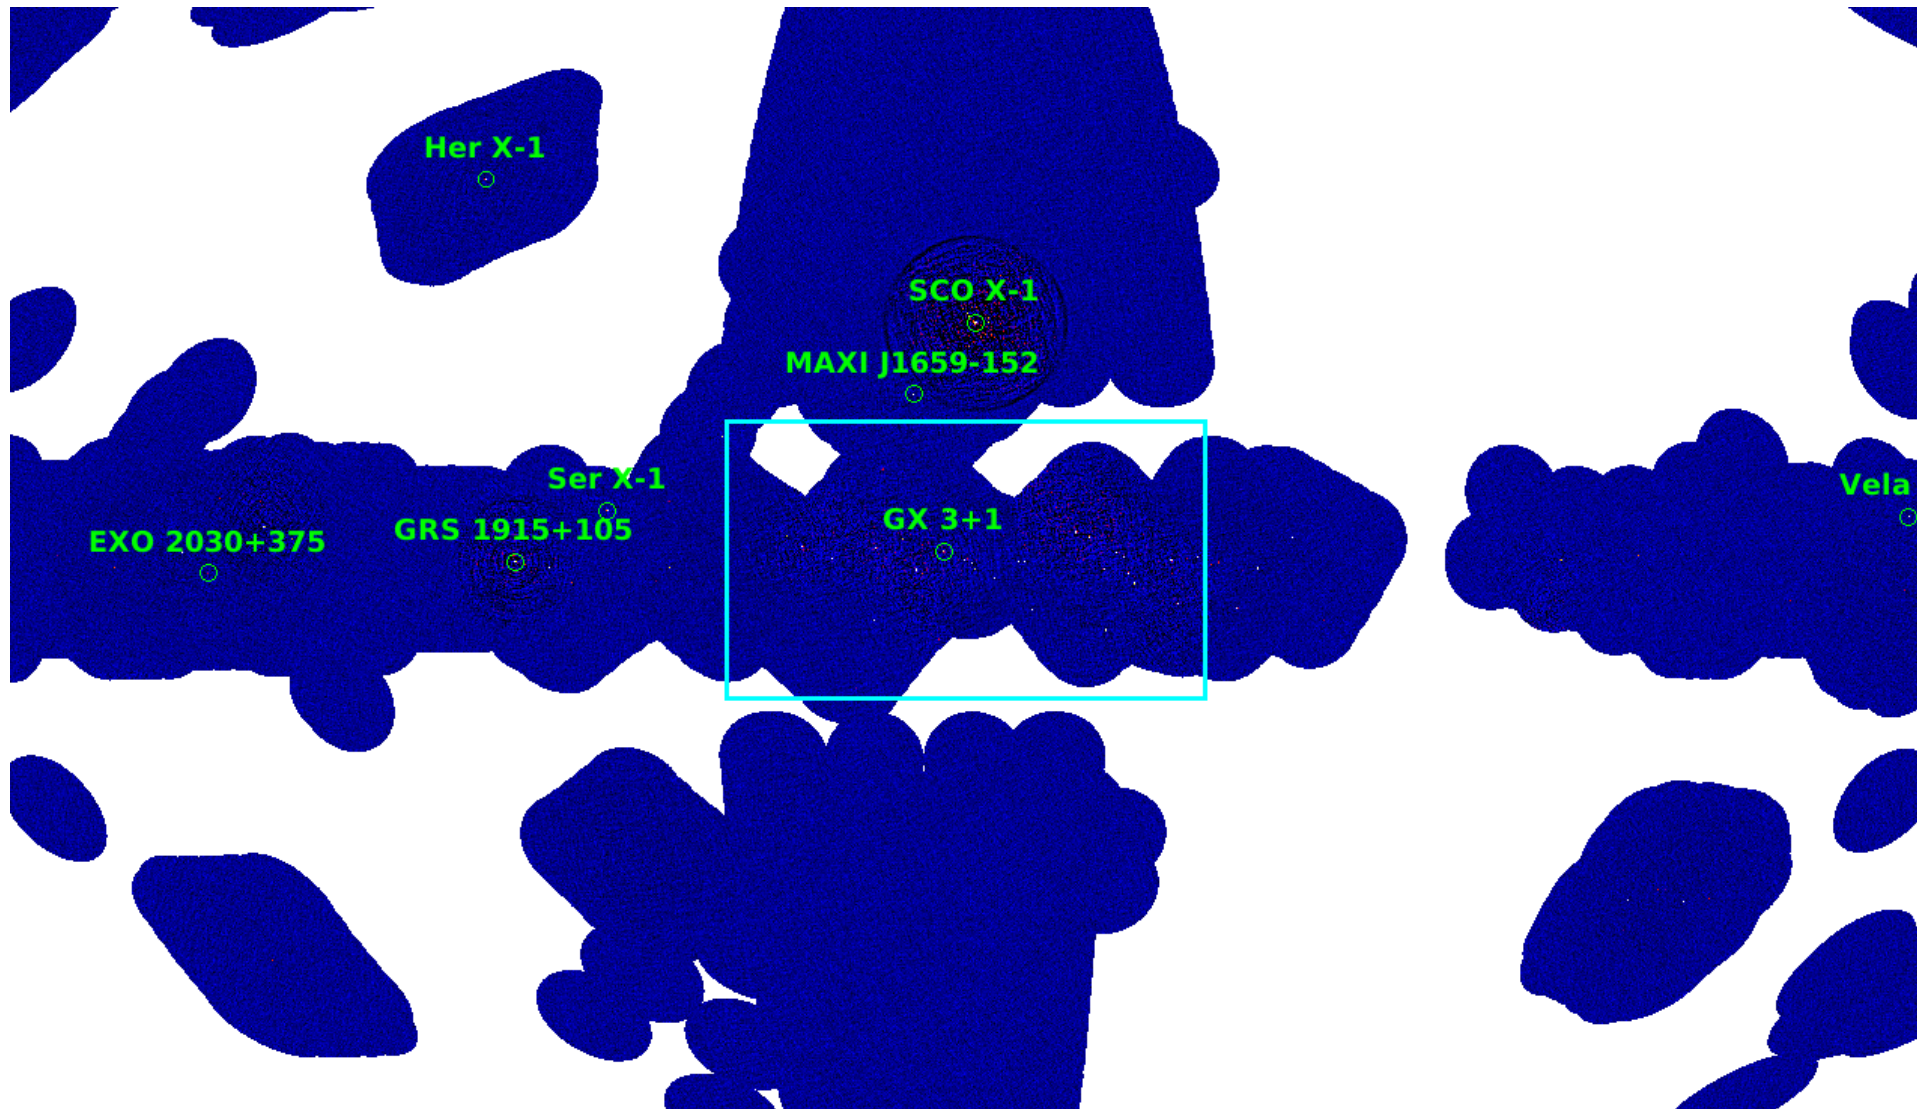 Her X-1
SCO X-1
MAXI J1659-152
Ser X-1
Vela
GX 3+1
GRS 1915+105
EXO 2030+375